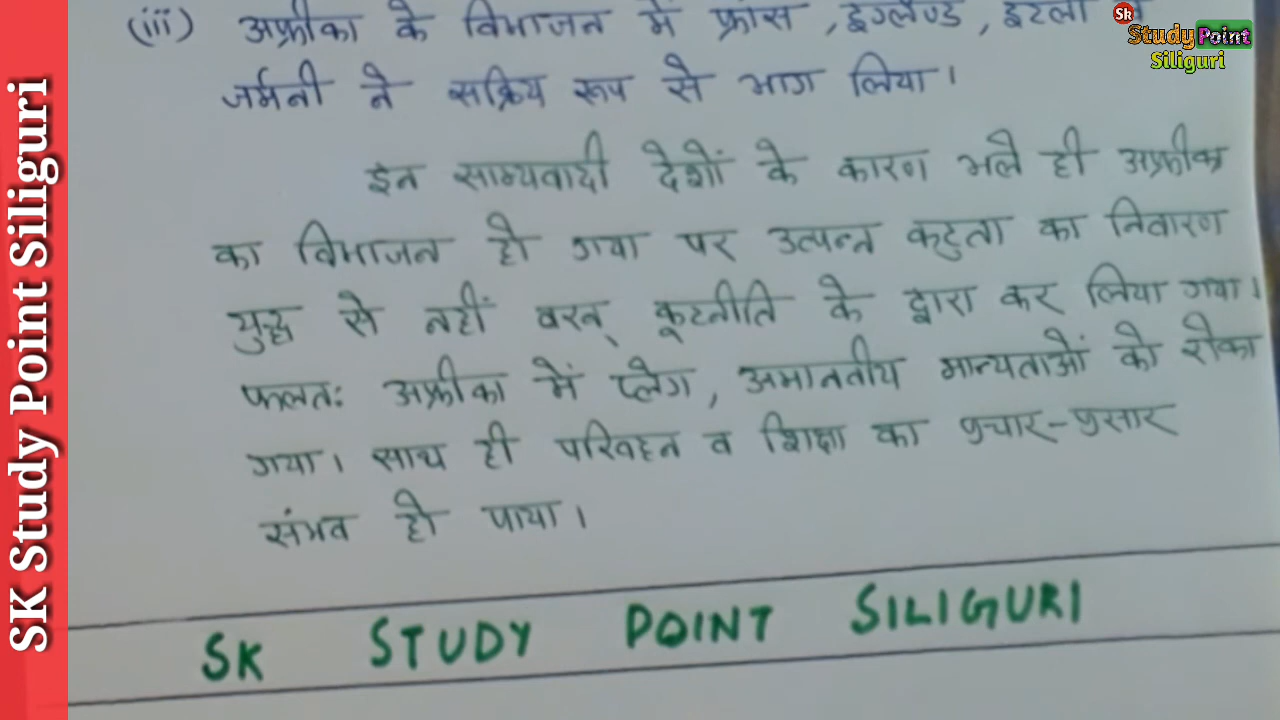 SK Study Point Siliguri
Sk
Study Point
Siliguri
(iii) अफ्रीका के विभाजन में फ्रांस, इंग्लैण्ड, इटली
जर्मनी ने सक्रिय रूप से भाग लिया।
इन साम्यवादी देशों के कारण भले ही अफ्रीका
का विभाजन हो गया पर उत्पन्न कटुता का निवारण
युद्ध से नहीं वरन् कूटनीति के द्वारा कर लिया गया।
फलतः अफ्रीका में प्लेग, अमानतीय मान्यताओं को रोका
गया। साथ ही परिवहन व शिक्षा का प्रचार-प्रसार
संभव हो पाया।
SK STUDY POINT SILIGURI